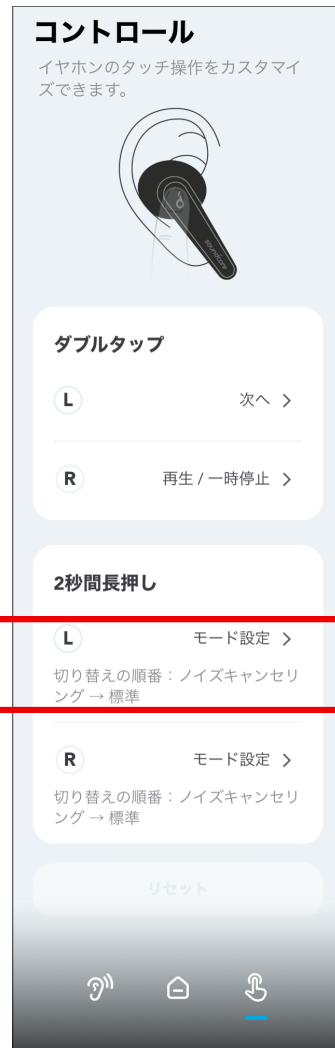 コントロール
イヤホンのタッチ操作をカスタマイ
ズできます。
soundcore
ダブルタップ
L 次へ
R 再生 / 一時停止
2秒間長押し
L モード設定
切り替えの順番：ノイズキャンセリ
ング → 標準
R モード設定
切り替えの順番：ノイズキャンセリ
ング → 標準
リセット